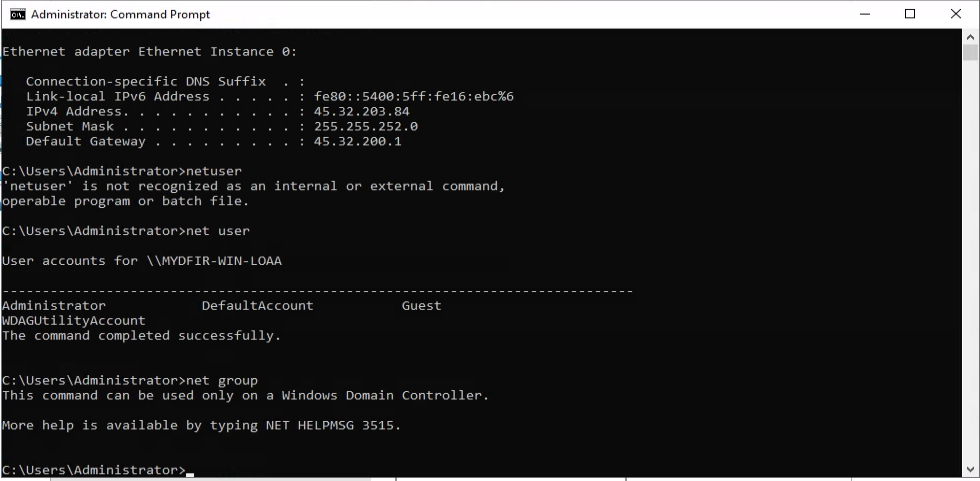 Administrator: Command Prompt
Ethernet adapter Ethernet Instance 0:
Connection-specific DNS Suffix . :
Link-local IPv6 Address . . . . . : fe80::5400:5ff:fe16:ebc%6
IPv4 Address. . . . . . . . . . . : 45.32.203.84
Subnet Mask . . . . . . . . . . . : 255.255.252.0
Default Gateway . . . . . . . . . : 45.32.200.1
C:\Users\Administrator>netuser
'netuser' is not recognized as an internal or external command,
operable program or batch file.
C:\Users\Administrator>net user
User accounts for \\MYDFIR-WIN-LOAA
-------------------------------------------------------------------------------
Administrator            DefaultAccount           Guest
WDAGUtilityAccount
The command completed successfully.
C:\Users\Administrator>net group
This command can be used only on a Windows Domain Controller.
More help is available by typing NET HELPMSG 3515.
C:\Users\Administrator>